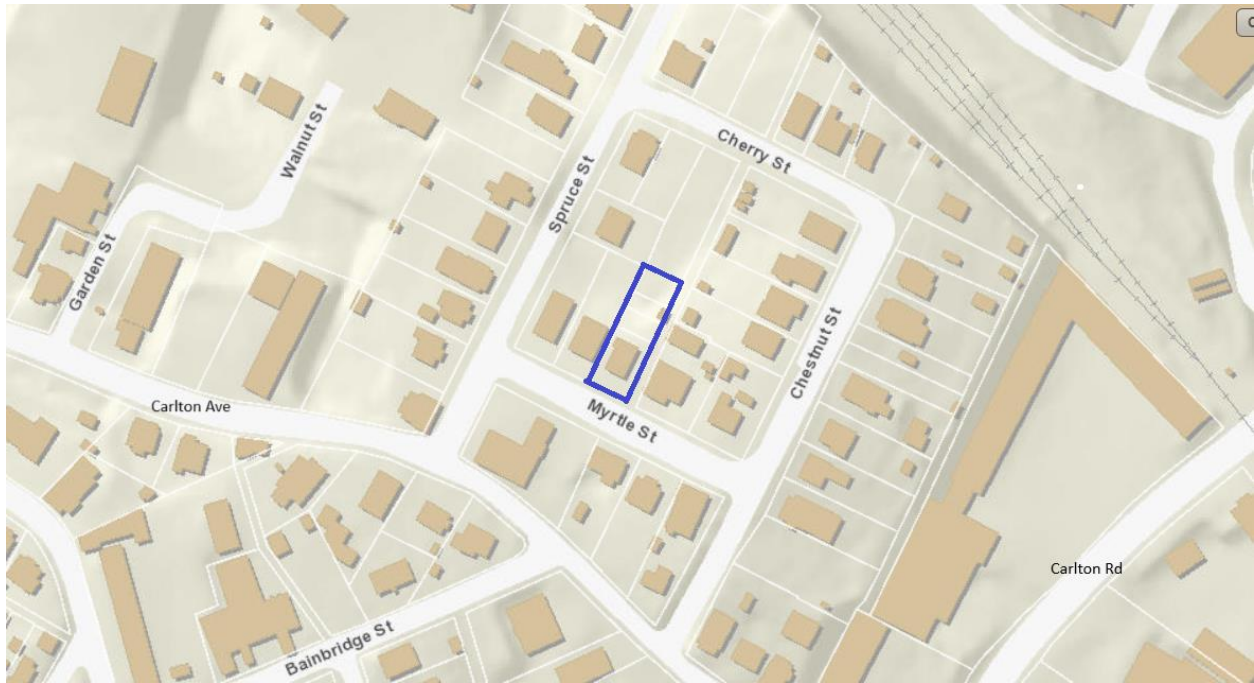 Walnut St
Cherry St
Spruce St
Garden St
Chestnut St
Carlton Ave
Myrtle St
Carlton Rd
Bainbridge St